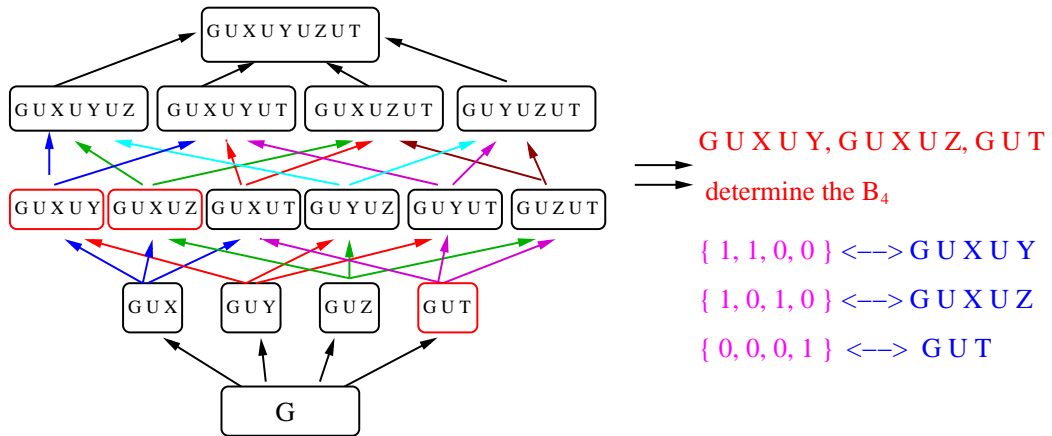 G U X U Y U Z U T
G U X U Y U Z
G U X U Y U T
G U X U Z U T
G U Y U Z U T
G U X U Y
G U X U Z
G U X U T
G U Y U Z
G U Y U T
G U Z U T
G U X
G U Y
G U Z
G U T
G
G U X U Y, G U X U Z, G U T
determine the B₄
{ 1, 1, 0, 0 } <--> G U X U Y
{ 1, 0, 1, 0 } <--> G U X U Z
{ 0, 0, 0, 1 } <--> G U T